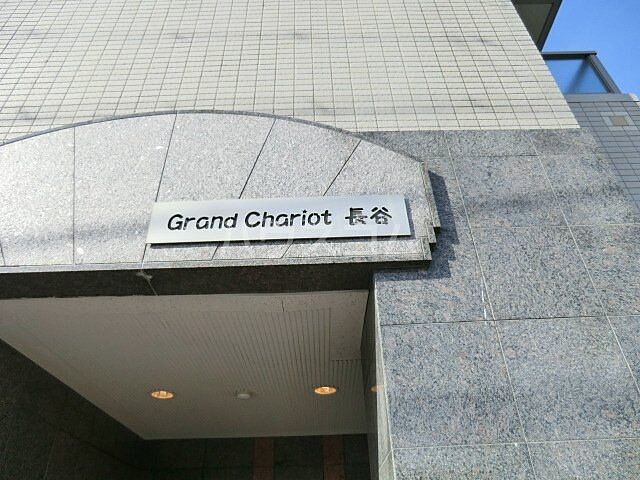 Grand Chariot 長谷